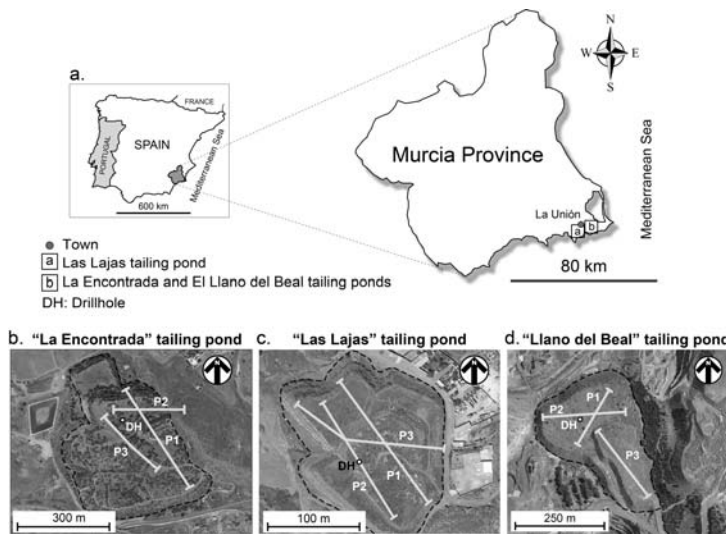 a.
FRANCE
PORTUGAL
SPAIN
Mediterranean Sea
600 km
N
W E
S
Murcia Province
Mediterranean Sea
La Unión
a b
80 km
Town
a Las Lajas tailing pond
b La Encontrada and El Llano del Beal tailing ponds
DH: Drillhole
b. “La Encontrada” tailing pond
N
P2
DH
P1
P3
300 m
c. “Las Lajas” tailing pond
N
P3
DH
P1
P2
100 m
d. “Llano del Beal” tailing pond
N
P1
P2
DH
P3
250 m